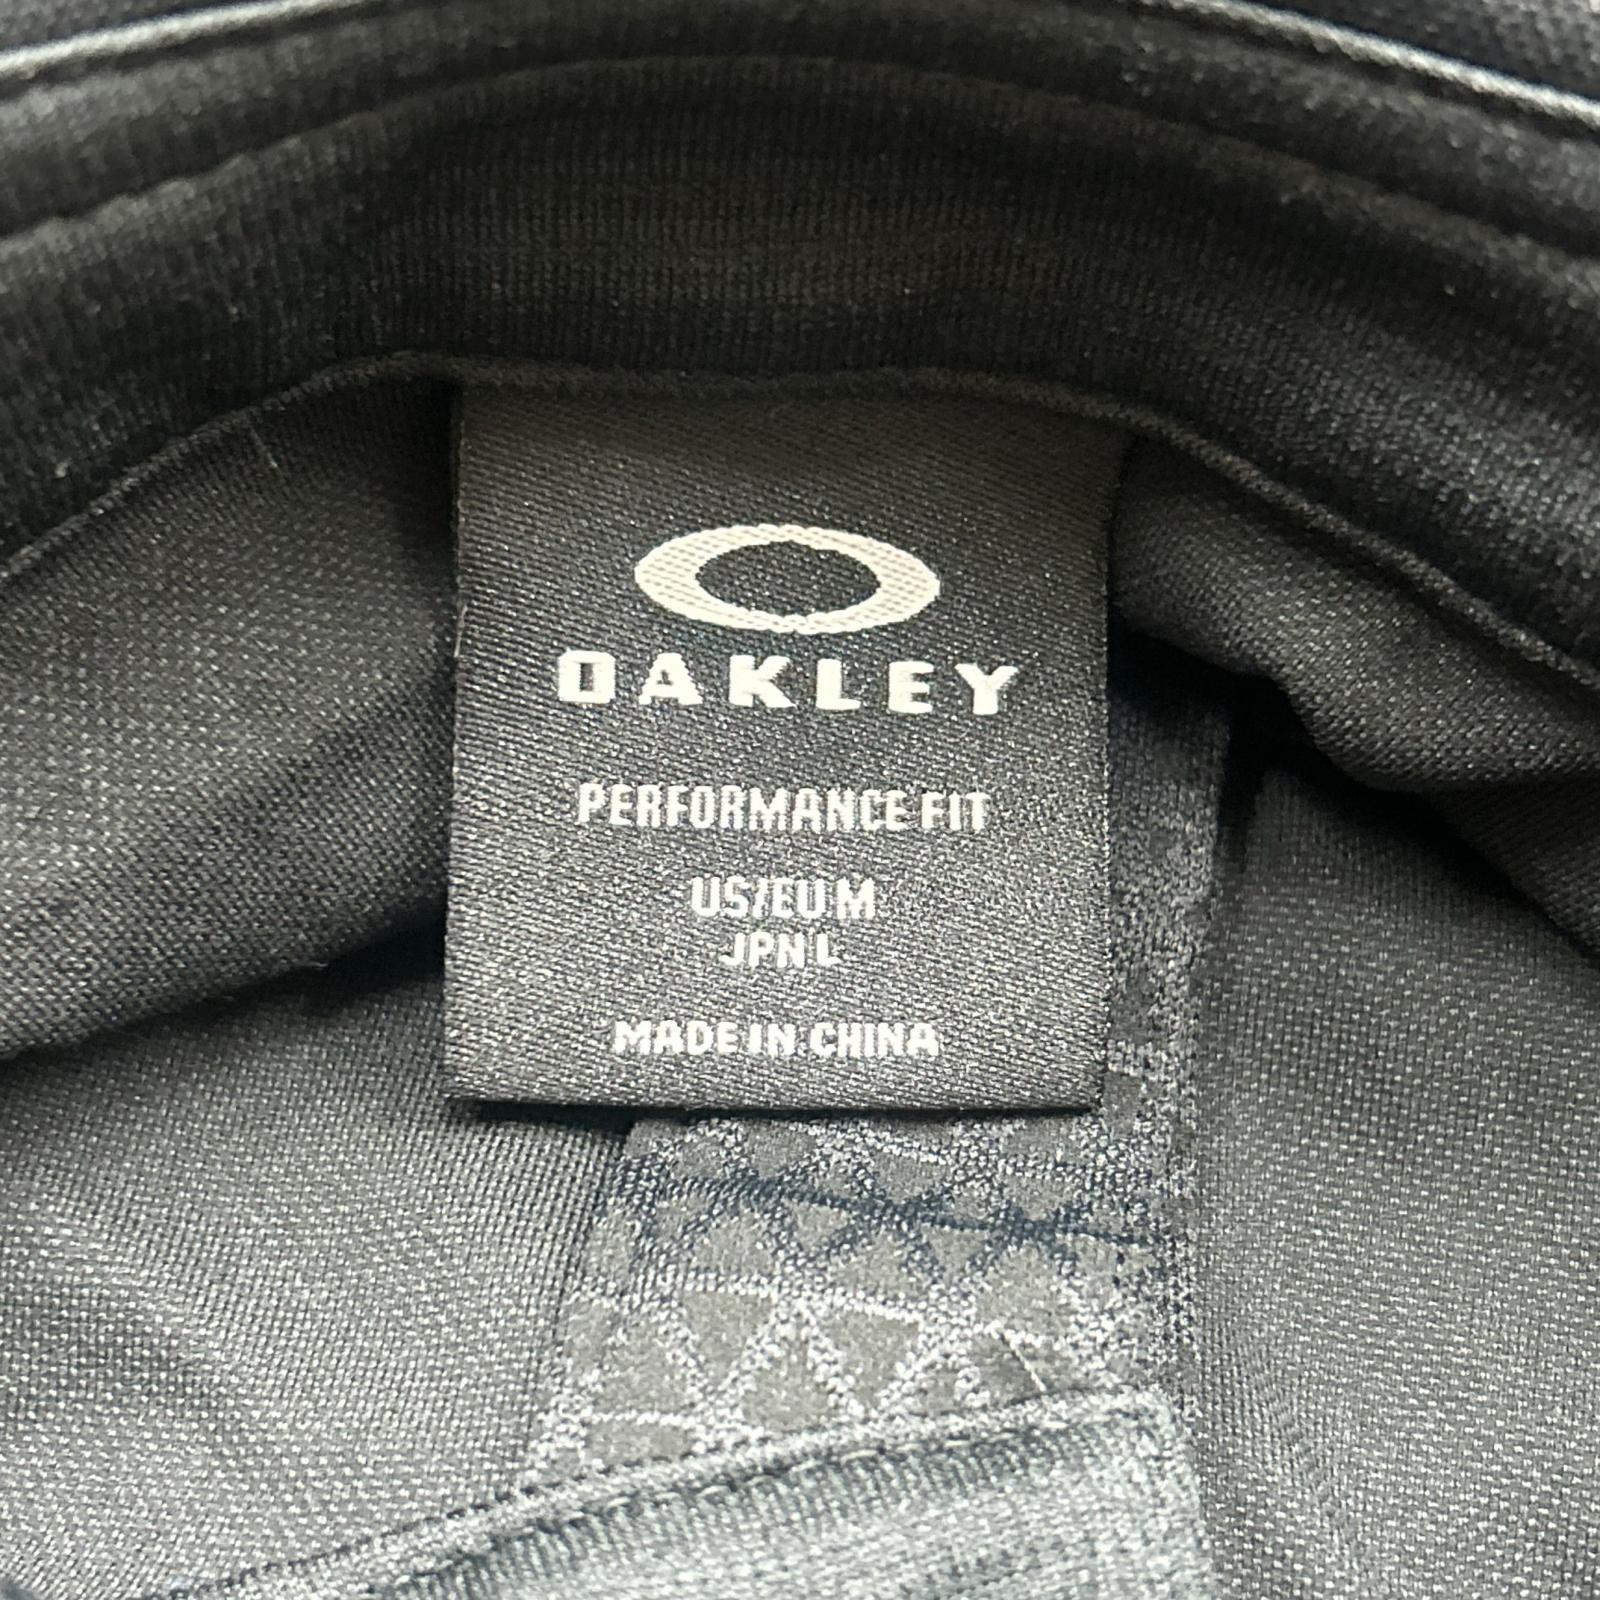 OAKLEY
PERFORMANCE FIT
US/EU M
JPN L
MADE IN CHINA